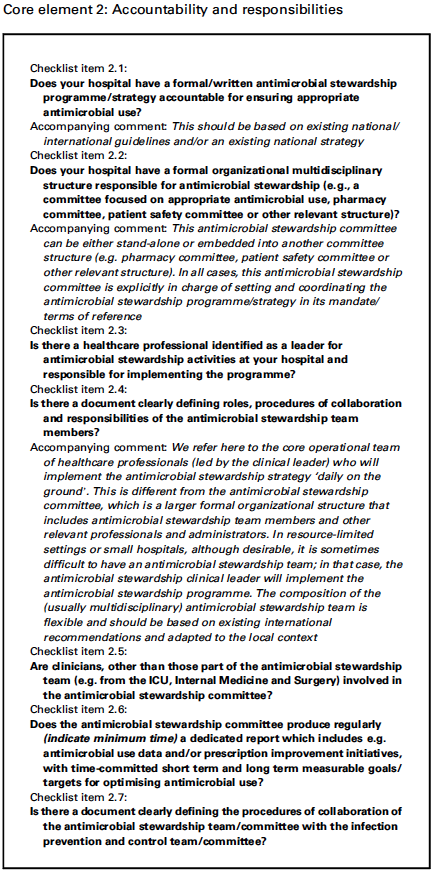 Core element 2: Accountability and responsibilities
Checklist item 2.1:
Does your hospital have a formal/written antimicrobial stewardship
programme/strategy accountable for ensuring appropriate
antimicrobial use?
Accompanying comment: This should be based on existing national/
international guidelines and/or an existing national strategy
Checklist item 2.2:
Does your hospital have a formal organizational multidisciplinary
structure responsible for antimicrobial stewardship (e.g., a
committee focused on appropriate antimicrobial use, pharmacy
committee, patient safety committee or other relevant structure)?
Accompanying comment: This antimicrobial stewardship committee
can be either stand-alone or embedded into another committee
structure (e.g. pharmacy committee, patient safety committee or
other relevant structure). In all cases, this antimicrobial stewardship
committee is explicitly in charge of setting and coordinating the
antimicrobial stewardship programme/strategy in its mandate/
terms of reference
Checklist item 2.3:
Is there a healthcare professional identified as a leader for
antimicrobial stewardship activities at your hospital and
responsible for implementing the programme?
Checklist item 2.4:
Is there a document clearly defining roles, procedures of collaboration
and responsibilities of the antimicrobial stewardship team
members?
Accompanying comment: We refer here to the core operational team
of healthcare professionals (led by the clinical leader) who will
implement the antimicrobial stewardship strategy ‘daily on the
ground’. This is different from the antimicrobial stewardship
committee, which is a larger formal organizational structure that
includes antimicrobial stewardship team members and other
relevant professionals and administrators. In resource-limited
settings or small hospitals, although desirable, it is sometimes
difficult to have an antimicrobial stewardship team; in that case, the
antimicrobial stewardship clinical leader will implement the
antimicrobial stewardship programme. The composition of the
(usually multidisciplinary) antimicrobial stewardship team is
flexible and should be based on existing international
recommendations and adapted to the local context
Checklist item 2.5:
Are clinicians, other than those part of the antimicrobial stewardship
team (e.g. from the ICU, Internal Medicine and Surgery) involved in
the antimicrobial stewardship committee?
Checklist item 2.6:
Does the antimicrobial stewardship committee produce regularly
(indicate minimum time) a dedicated report which includes e.g.
antimicrobial use data and/or prescription improvement initiatives,
with time-committed short term and long term measurable goals/
targets for optimising antimicrobial use?
Checklist item 2.7:
Is there a document clearly defining the procedures of collaboration of
the antimicrobial stewardship team/committee with the infection
prevention and control team/committee?